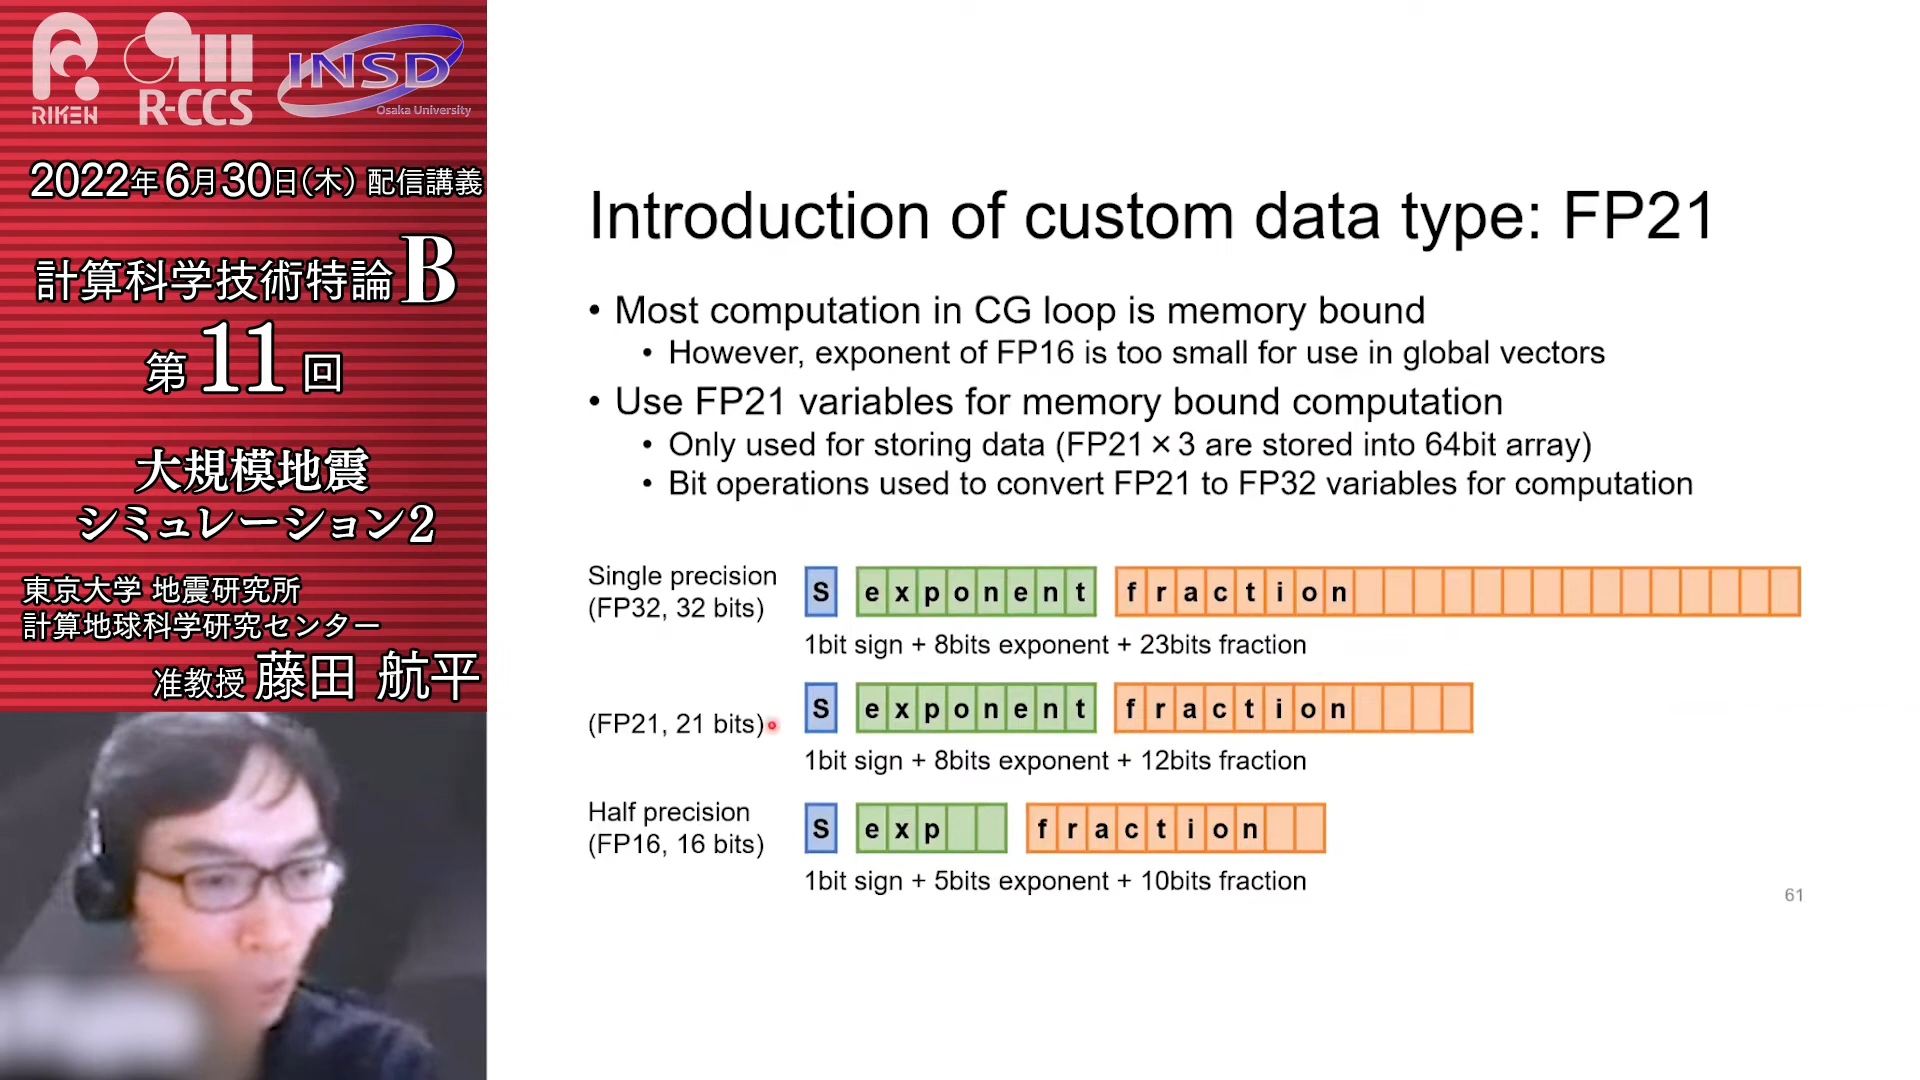 RIKEN
R-CCS
INSD
Osaka University
2022年6月30日(木) 配信講義
計算科学技術特論B
第11回
大規模地震
シミュレーション2
東京大学 地震研究所
計算地球科学研究センター
准教授 藤田 航平
Introduction of custom data type: FP21
• Most computation in CG loop is memory bound
• However, exponent of FP16 is too small for use in global vectors
• Use FP21 variables for memory bound computation
• Only used for storing data (FP21×3 are stored into 64bit array)
• Bit operations used to convert FP21 to FP32 variables for computation
Single precision
(FP32, 32 bits)
S exponent fraction
1bit sign + 8bits exponent + 23bits fraction
(FP21, 21 bits)
S exponent fraction
1bit sign + 8bits exponent + 12bits fraction
Half precision
(FP16, 16 bits)
S exp fraction
1bit sign + 5bits exponent + 10bits fraction
61